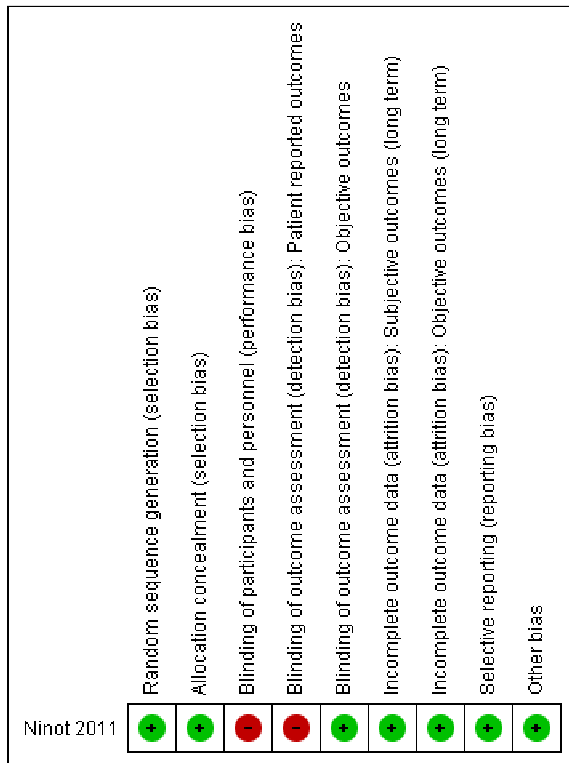 Random sequence generation (selection bias)
Allocation concealment (selection bias)
Blinding of participants and personnel (performance bias)
Blinding of outcome assessment (detection bias): Patient reported outcomes
Blinding of outcome assessment (detection bias): Objective outcomes
Incomplete outcome data (attrition bias): Subjective outcomes (long term)
Incomplete outcome data (attrition bias): Objective outcomes (long term)
Selective reporting (reporting bias)
Other bias
Ninot 2011 + + - - + + + + +